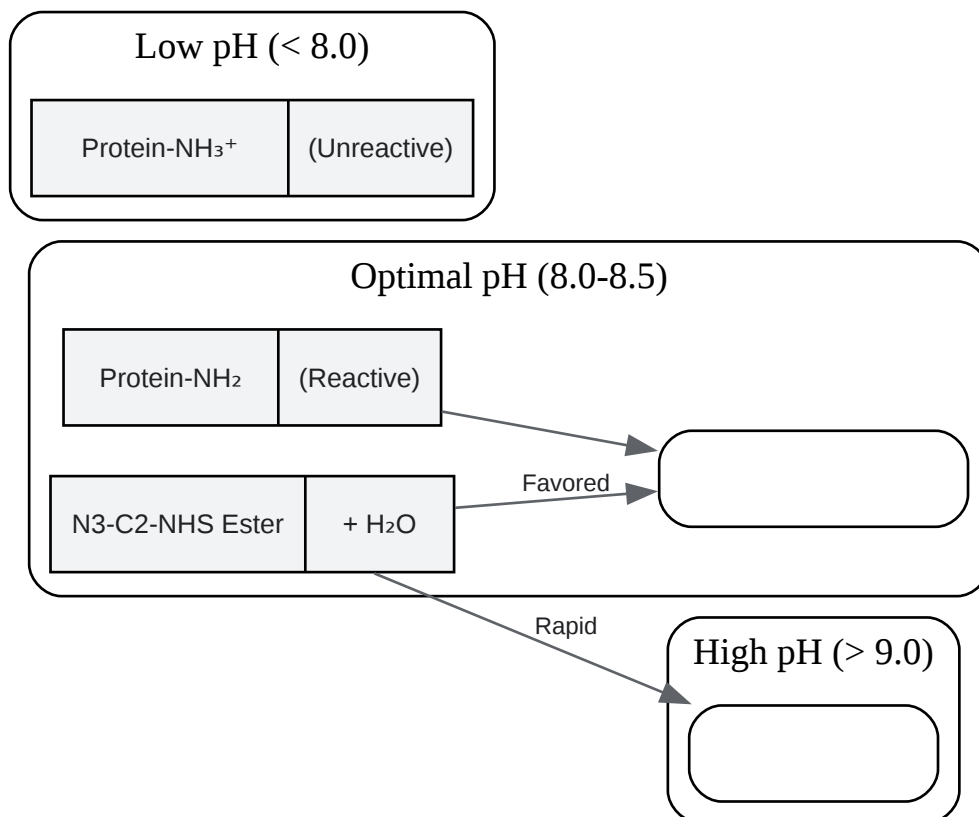 Low pH (< 8.0)
Protein-NH₃⁺ (Unreactive)
Optimal pH (8.0-8.5)
Protein-NH₂ (Reactive)
Favored
N3-C2-NHS Ester + H₂O
Rapid
High pH (> 9.0)